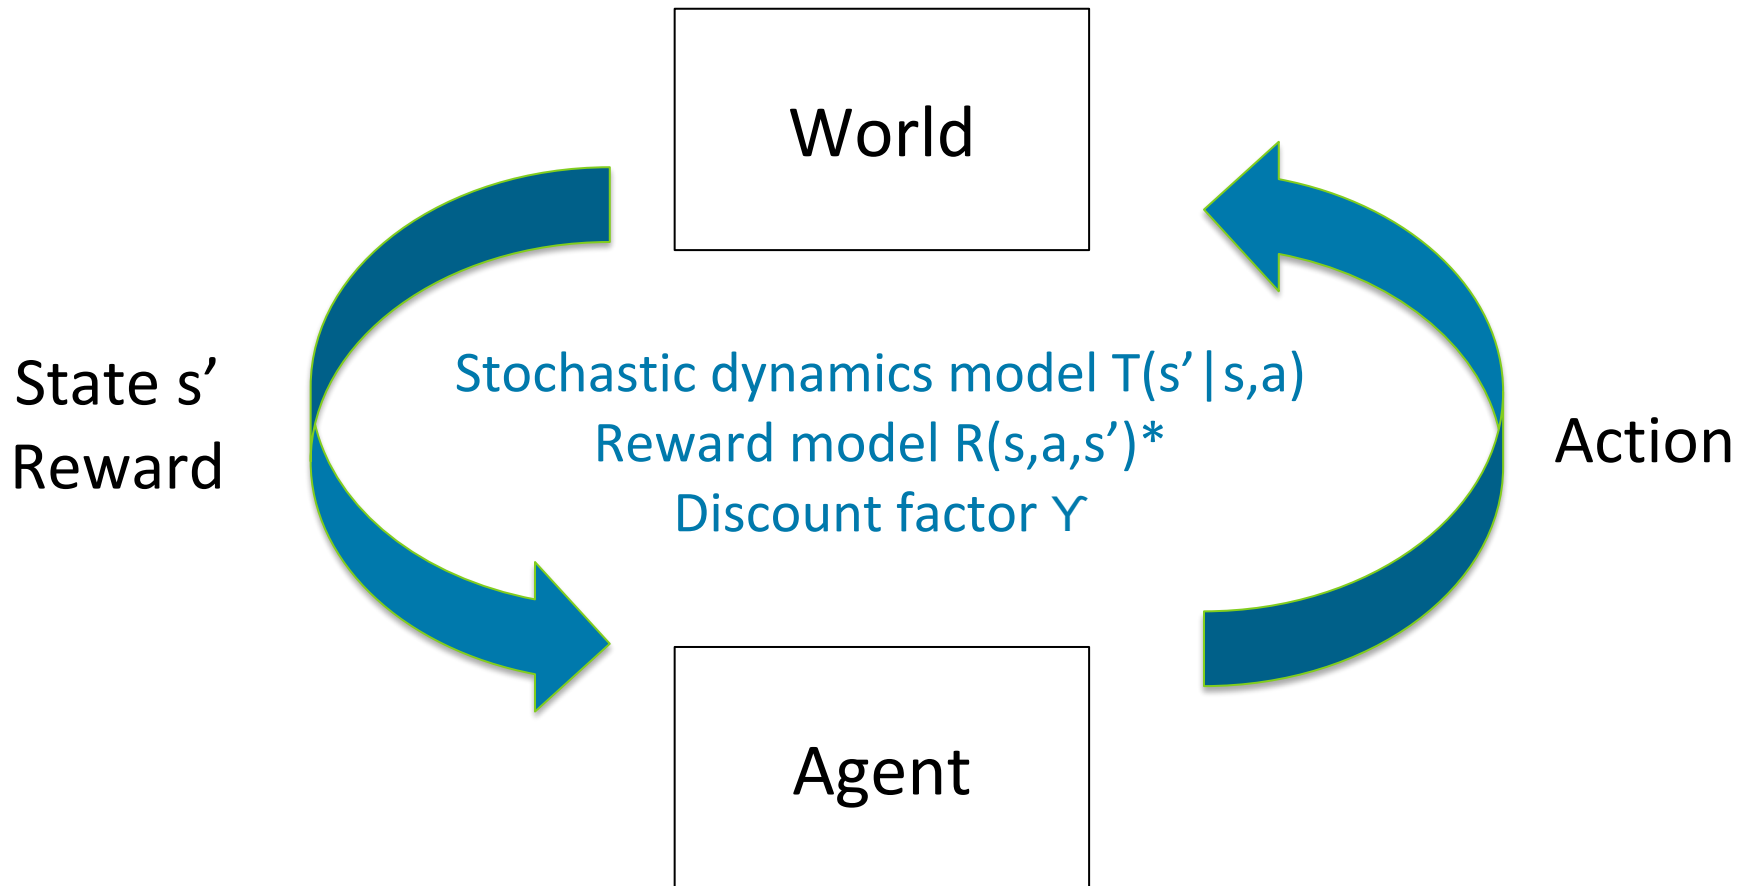 World
State s’
Reward
Stochastic dynamics model T(s’|s,a)
Reward model R(s,a,s’)*
Discount factor ϒ
Action
Agent